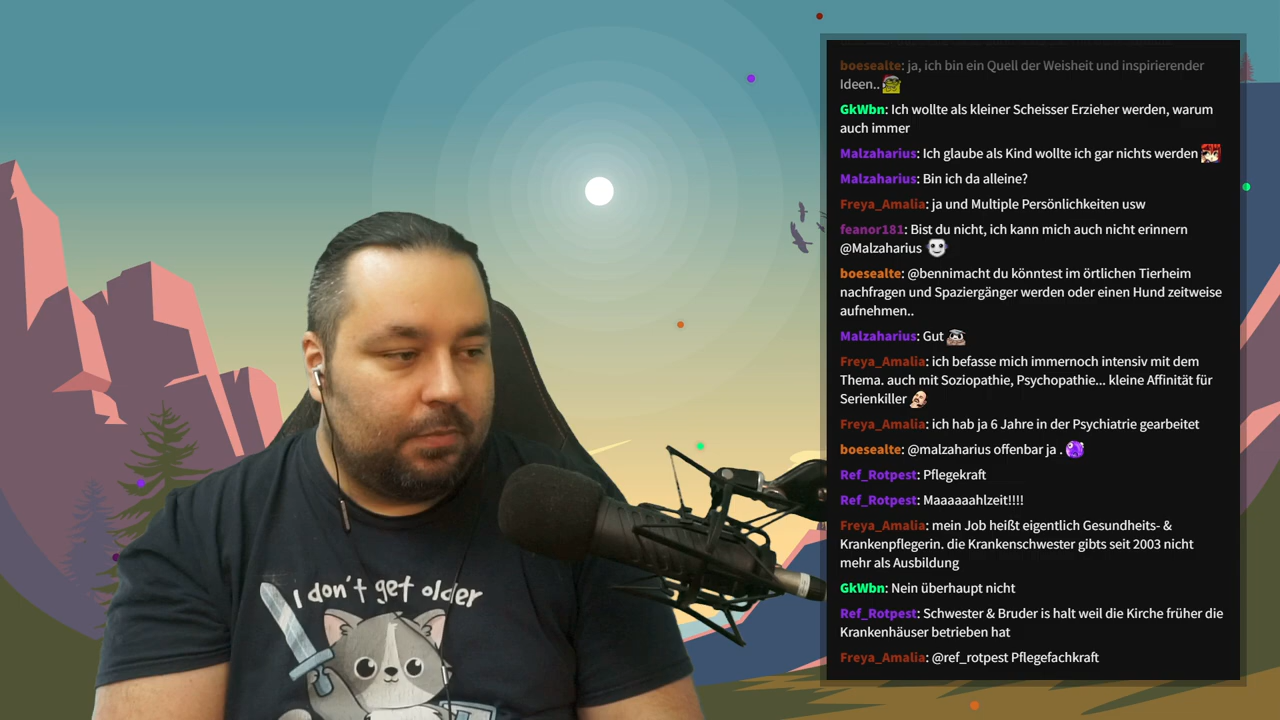 boesealte: ja, ich bin ein Quell der Weisheit und inspirierender
Ideen..
GkWbn: Ich wollte als kleiner Scheisser Erzieher werden, warum
auch immer
Malzaharius: Ich glaube als Kind wollte ich gar nichts werden
Malzaharius: Bin ich da alleine?
Freya_Amalia: ja und Multiple Persönlichkeiten usw
feanor181: Bist du nicht, ich kann mich auch nicht erinnern
@Malzaharius
boesealte: @bennimacht du könntest im örtlichen Tierheim
nachfragen und Spaziergänger werden oder einen Hund zeitweise
aufnehmen..
Malzaharius: Gut
Freya_Amalia: ich befasse mich immernoch intensiv mit dem
Thema. auch mit Soziopathie, Psychopathie... kleine Affinität für
Serienkiller
Freya_Amalia: ich hab ja 6 Jahre in der Psychiatrie gearbeitet
boesealte: @malzaharius offenbar ja .
Ref_Rotpest: Pflegekraft
Ref_Rotpest: Maaaaaahlzeit!!!!
Freya_Amalia: mein Job heißt eigentlich Gesundheits- &
Krankenpflegerin. die Krankenschwester gibts seit 2003 nicht
mehr als Ausbildung
GkWbn: Nein überhaupt nicht
Ref_Rotpest: Schwester & Bruder is halt weil die Kirche früher die
Krankenhäuser betrieben hat
Freya_Amalia: @ref_rotpest Pflegefachkraft
I don't get older